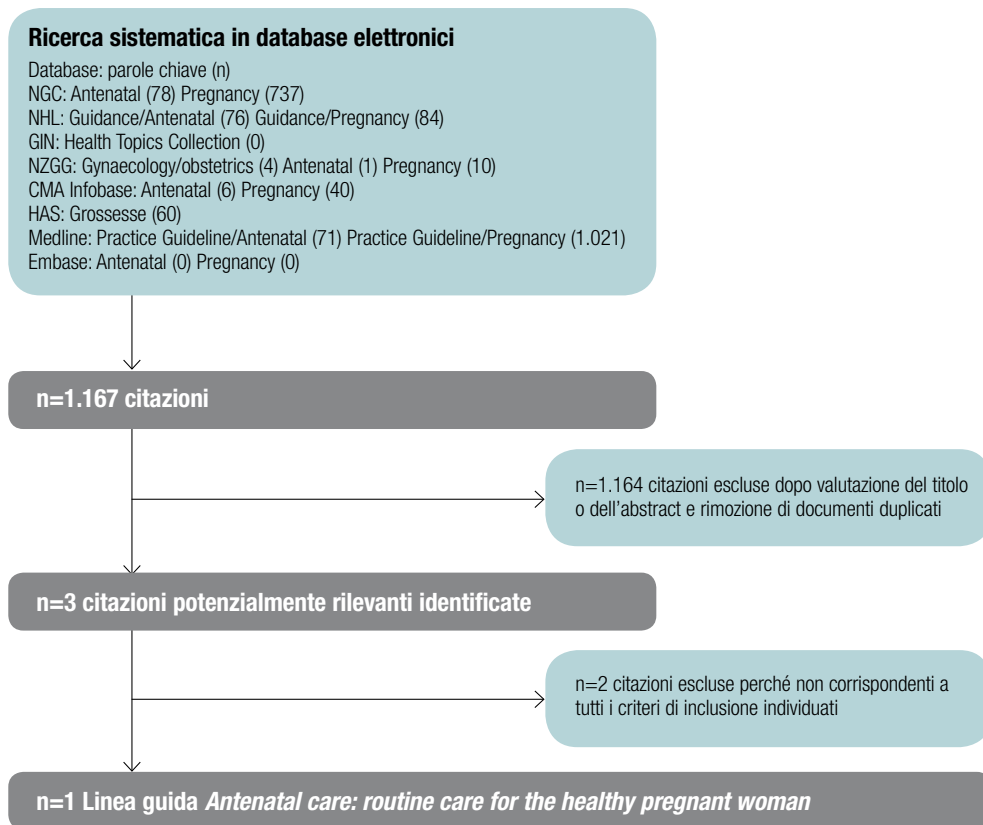 Ricerca sistematica in database elettronici
Database: parole chiave (n)
NGC: Antenatal (78) Pregnancy (737)
NHL: Guidance/Antenatal (76) Guidance/Pregnancy (84)
GIN: Health Topics Collection (0)
NZGG: Gynaecology/obstetrics (4) Antenatal (1) Pregnancy (10)
CMA Infobase: Antenatal (6) Pregnancy (40)
HAS: Grossesse (60)
Medline: Practice Guideline/Antenatal (71) Practice Guideline/Pregnancy (1.021)
Embase: Antenatal (0) Pregnancy (0)
n=1.167 citazioni
n=1.164 citazioni escluse dopo valutazione del titolo
o dell'abstract e rimozione di documenti duplicati
n=3 citazioni potenzialmente rilevanti identificate
n=2 citazioni escluse perché non corrispondenti a
tutti i criteri di inclusione individuati
n=1 Linea guida Antenatal care: routine care for the healthy pregnant woman